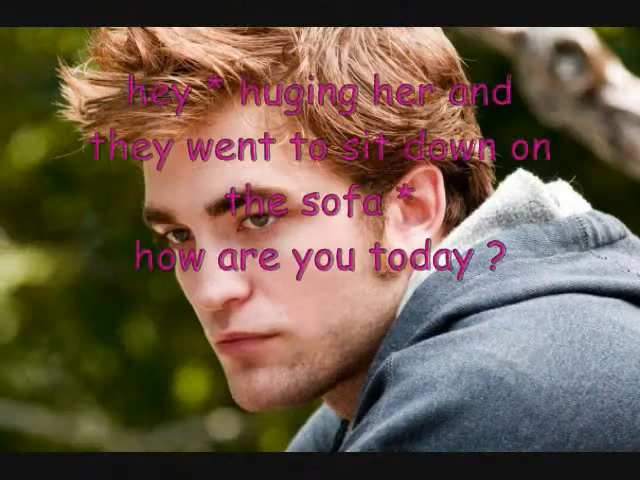 hey * huging her and
they went to sit down on
the sofa *
how are you today ?